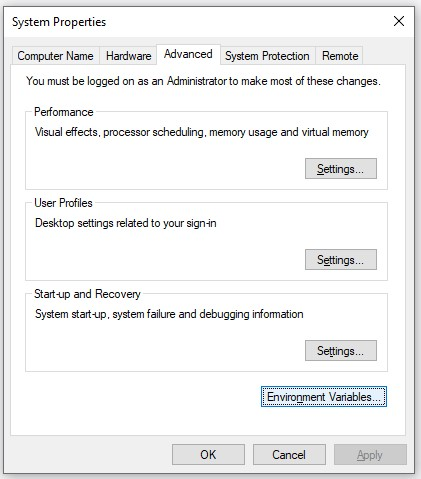 System Properties
Computer Name Hardware Advanced System Protection Remote
You must be logged on as an Administrator to make most of these changes.
Performance
Visual effects, processor scheduling, memory usage and virtual memory
Settings...
User Profiles
Desktop settings related to your sign-in
Settings...
Start-up and Recovery
System start-up, system failure and debugging information
Settings...
Environment Variables...
OK Cancel Apply